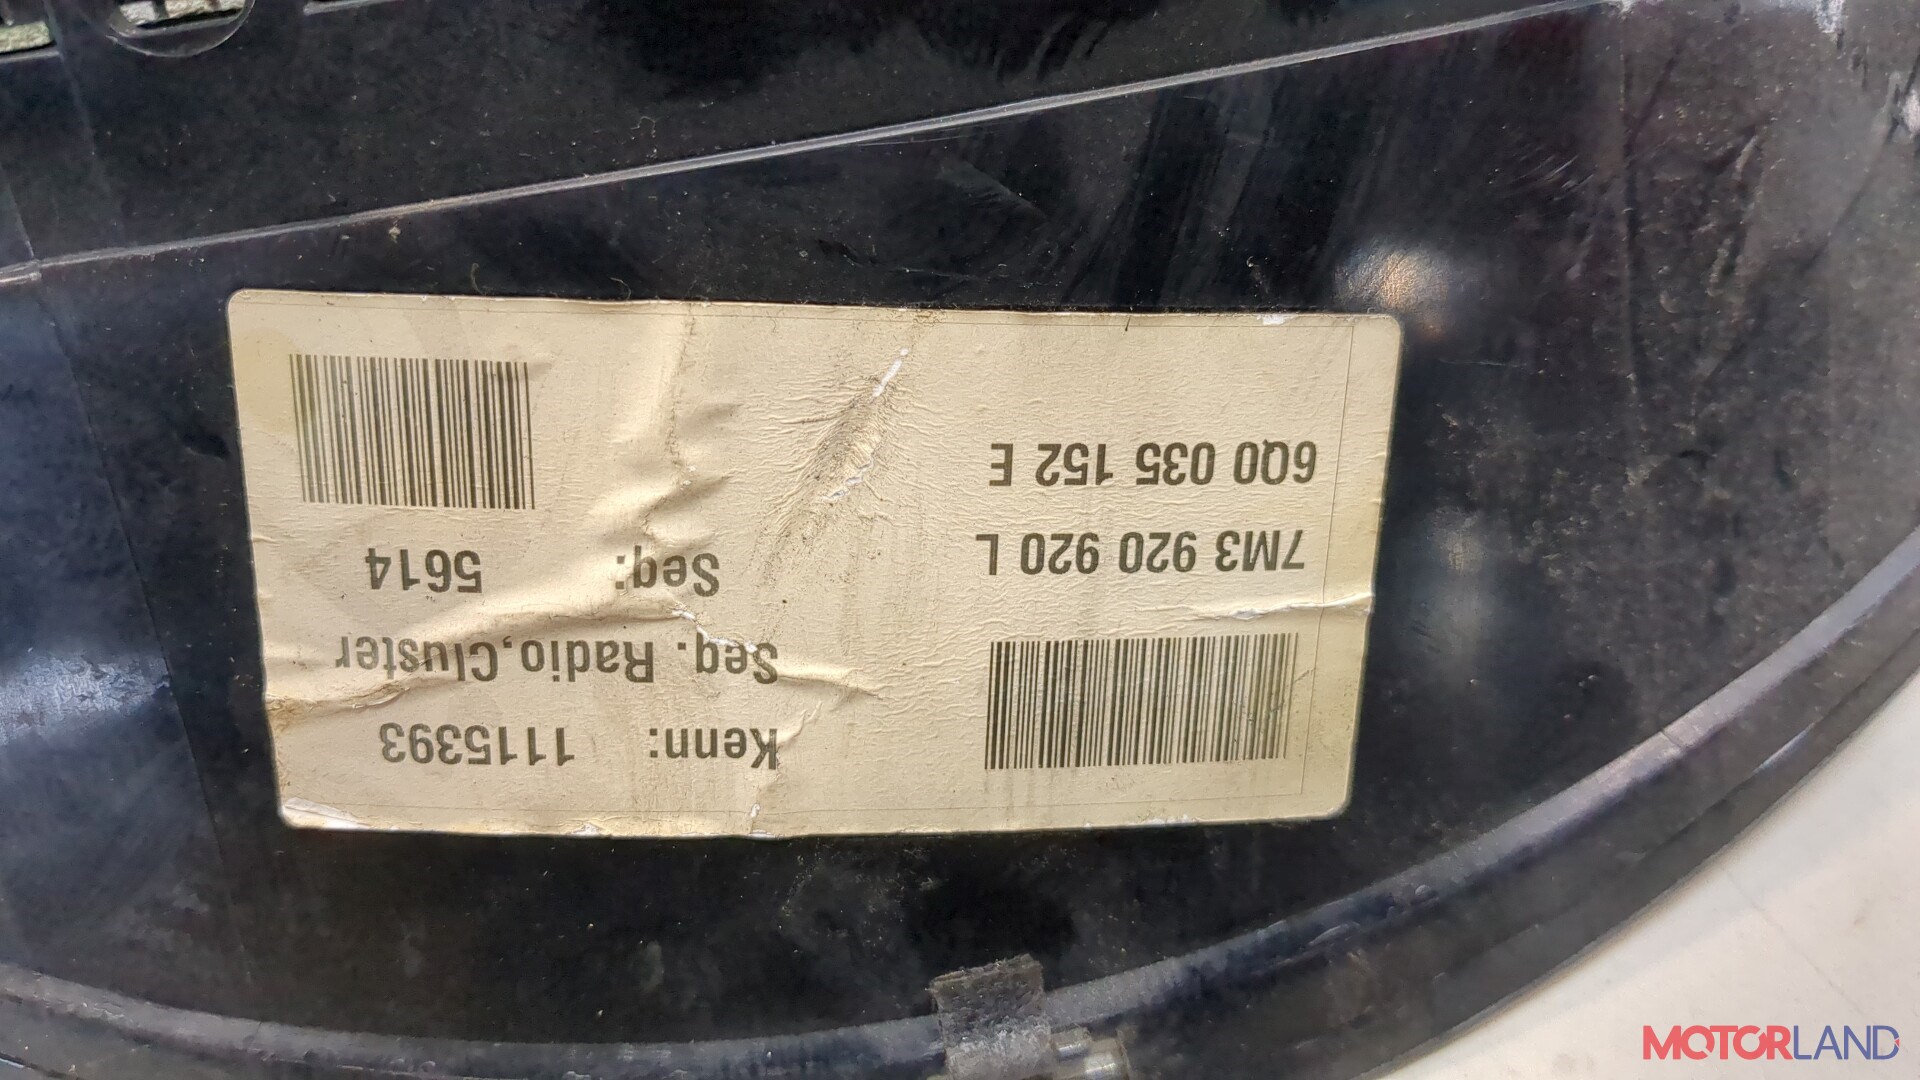 Kenn: 1115393
Seq. Radio,Cluster
Seq: 5614
7M3 920 920 L
6Q0 035 152 E
MOTORLAND